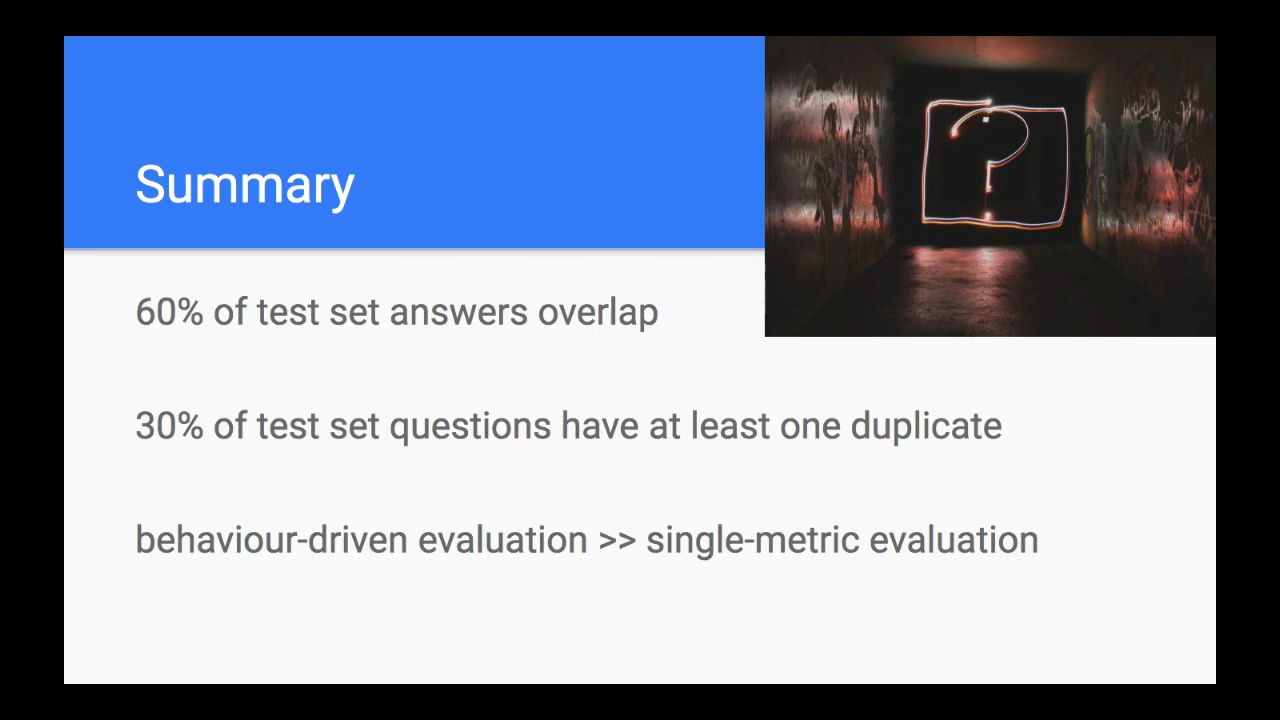 Summary
60% of test set answers overlap
30% of test set questions have at least one duplicate
behaviour-driven evaluation >> single-metric evaluation